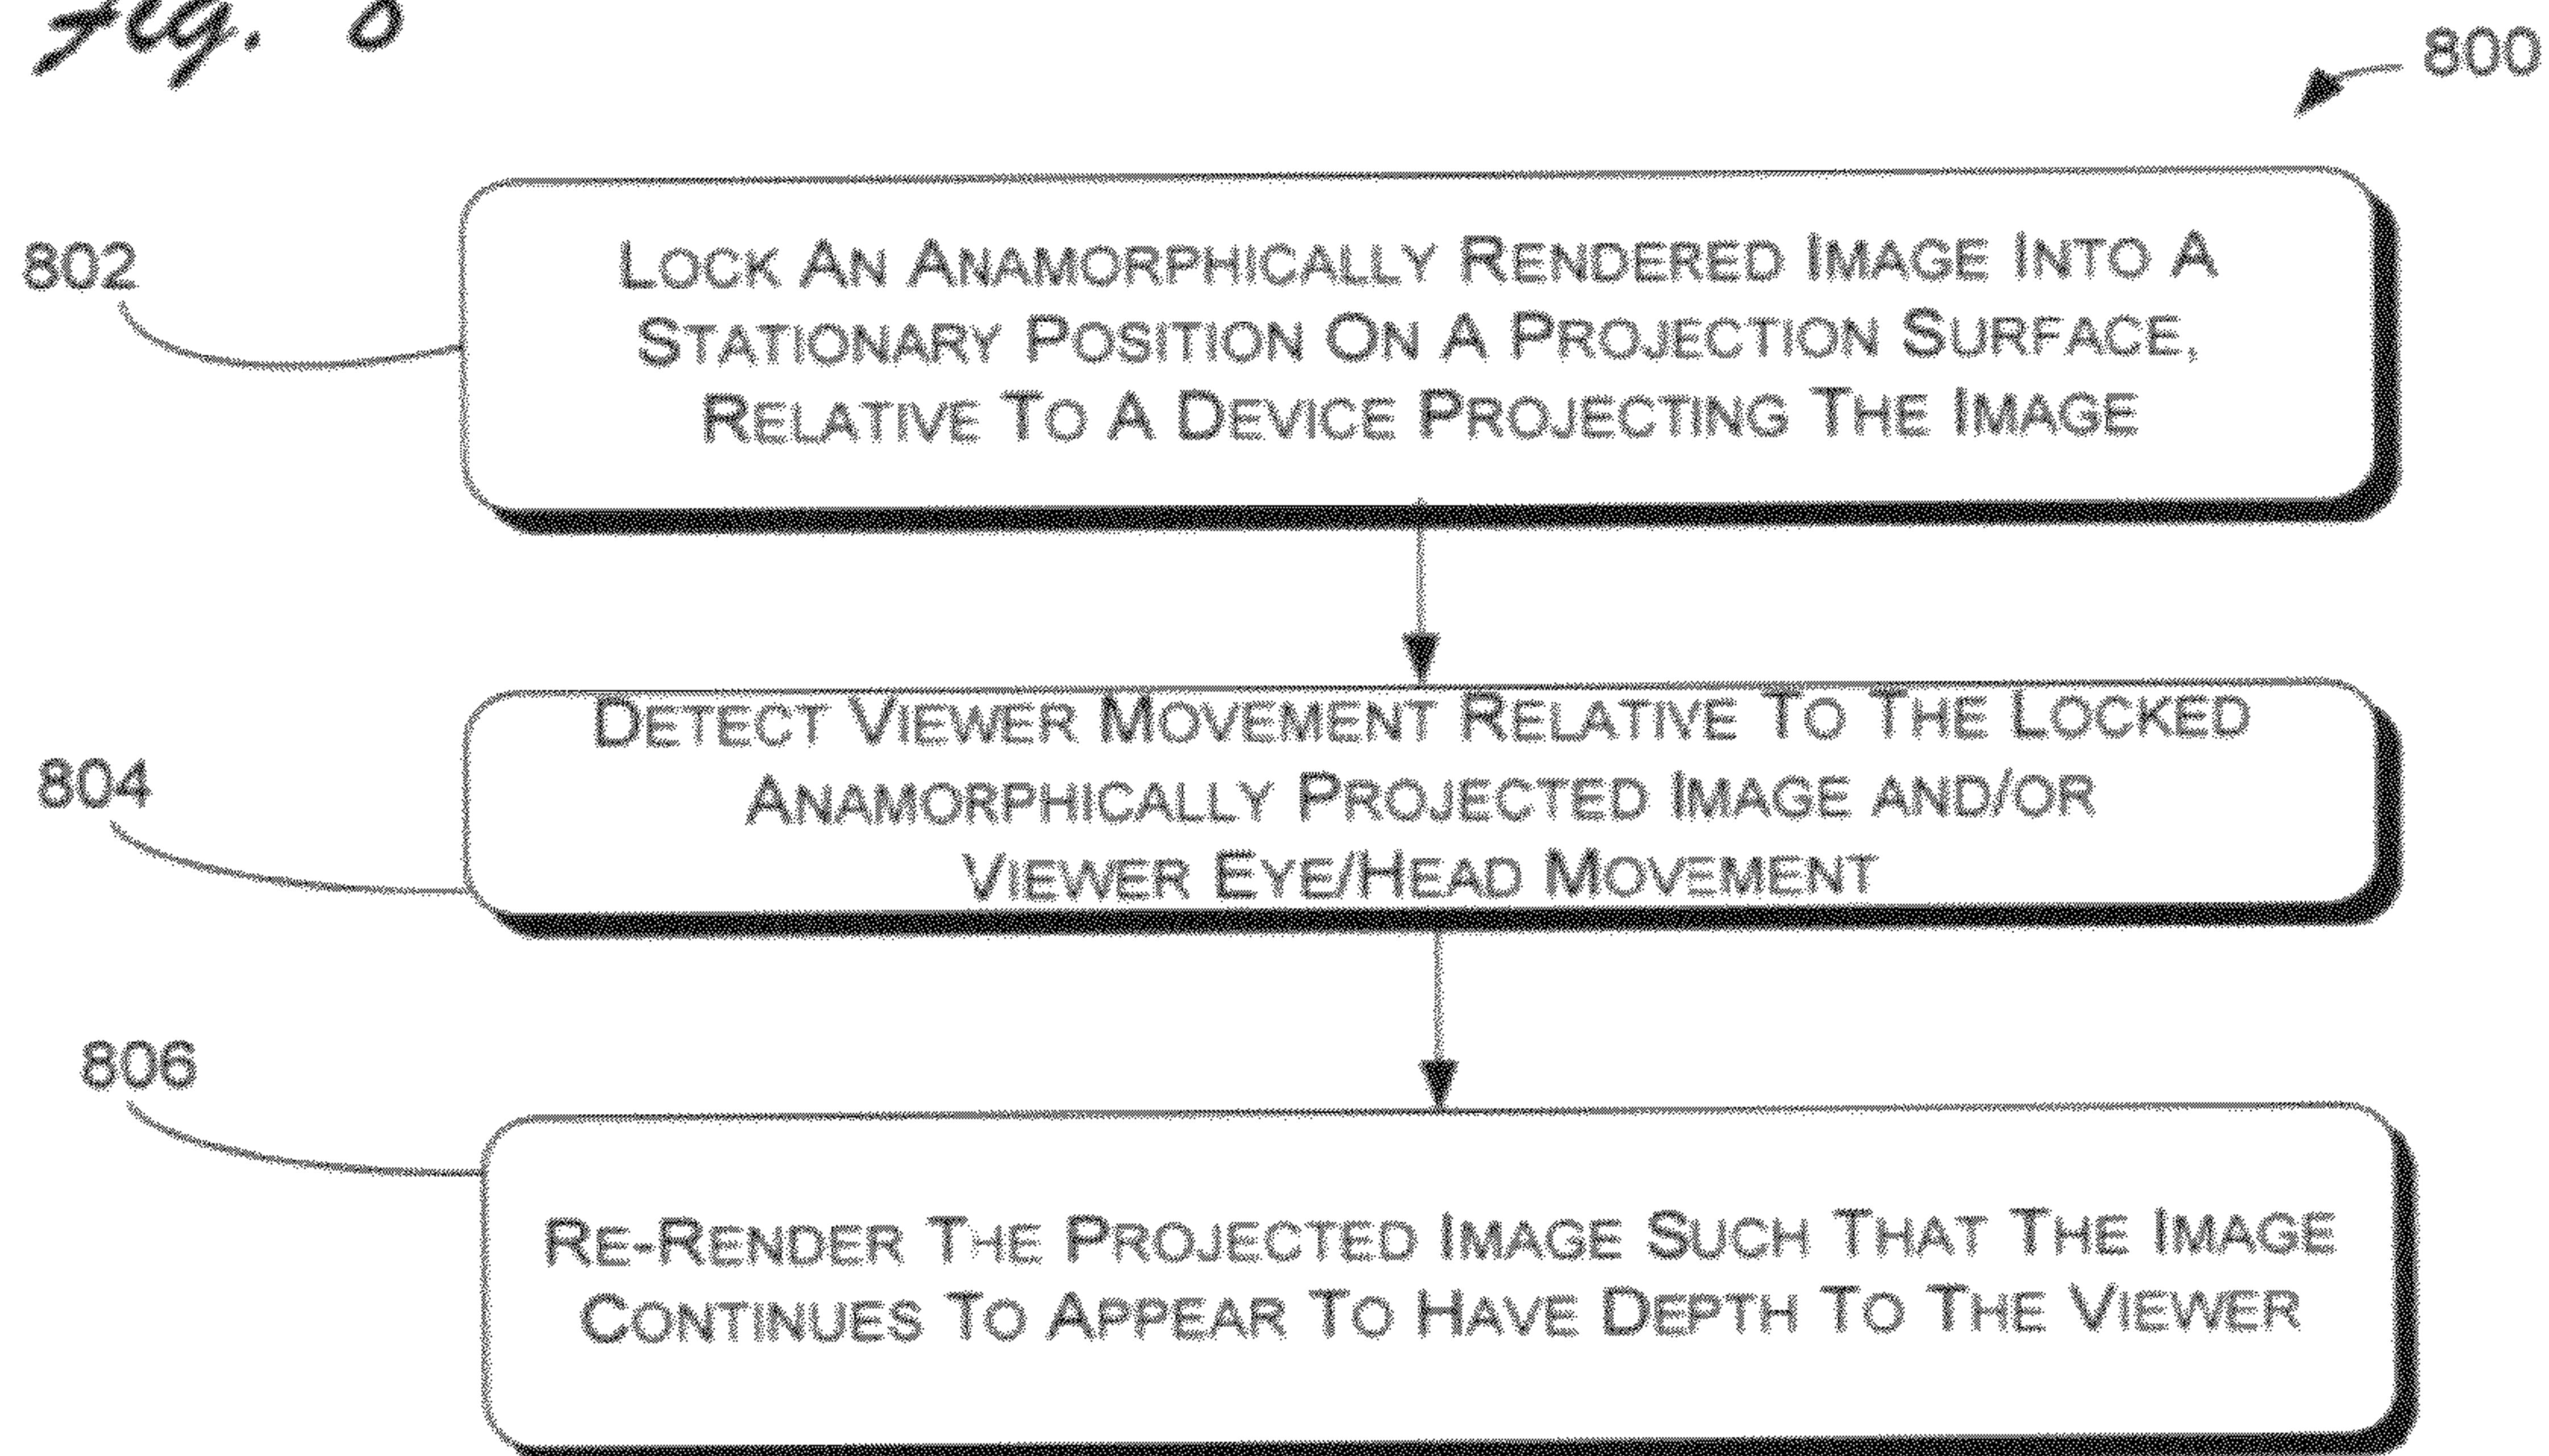 Fig. 8
800
802
LOCK AN ANAMORPHICALLY RENDERED IMAGE INTO A
STATIONARY POSITION ON A PROJECTION SURFACE,
RELATIVE TO A DEVICE PROJECTING THE IMAGE
804
DETECT VIEWER MOVEMENT RELATIVE TO THE LOCKED
ANAMORPHICALLY PROJECTED IMAGE AND/OR
VIEWER EYE/HEAD MOVEMENT
806
RE-RENDER THE PROJECTED IMAGE SUCH THAT THE IMAGE
CONTINUES TO APPEAR TO HAVE DEPTH TO THE VIEWER